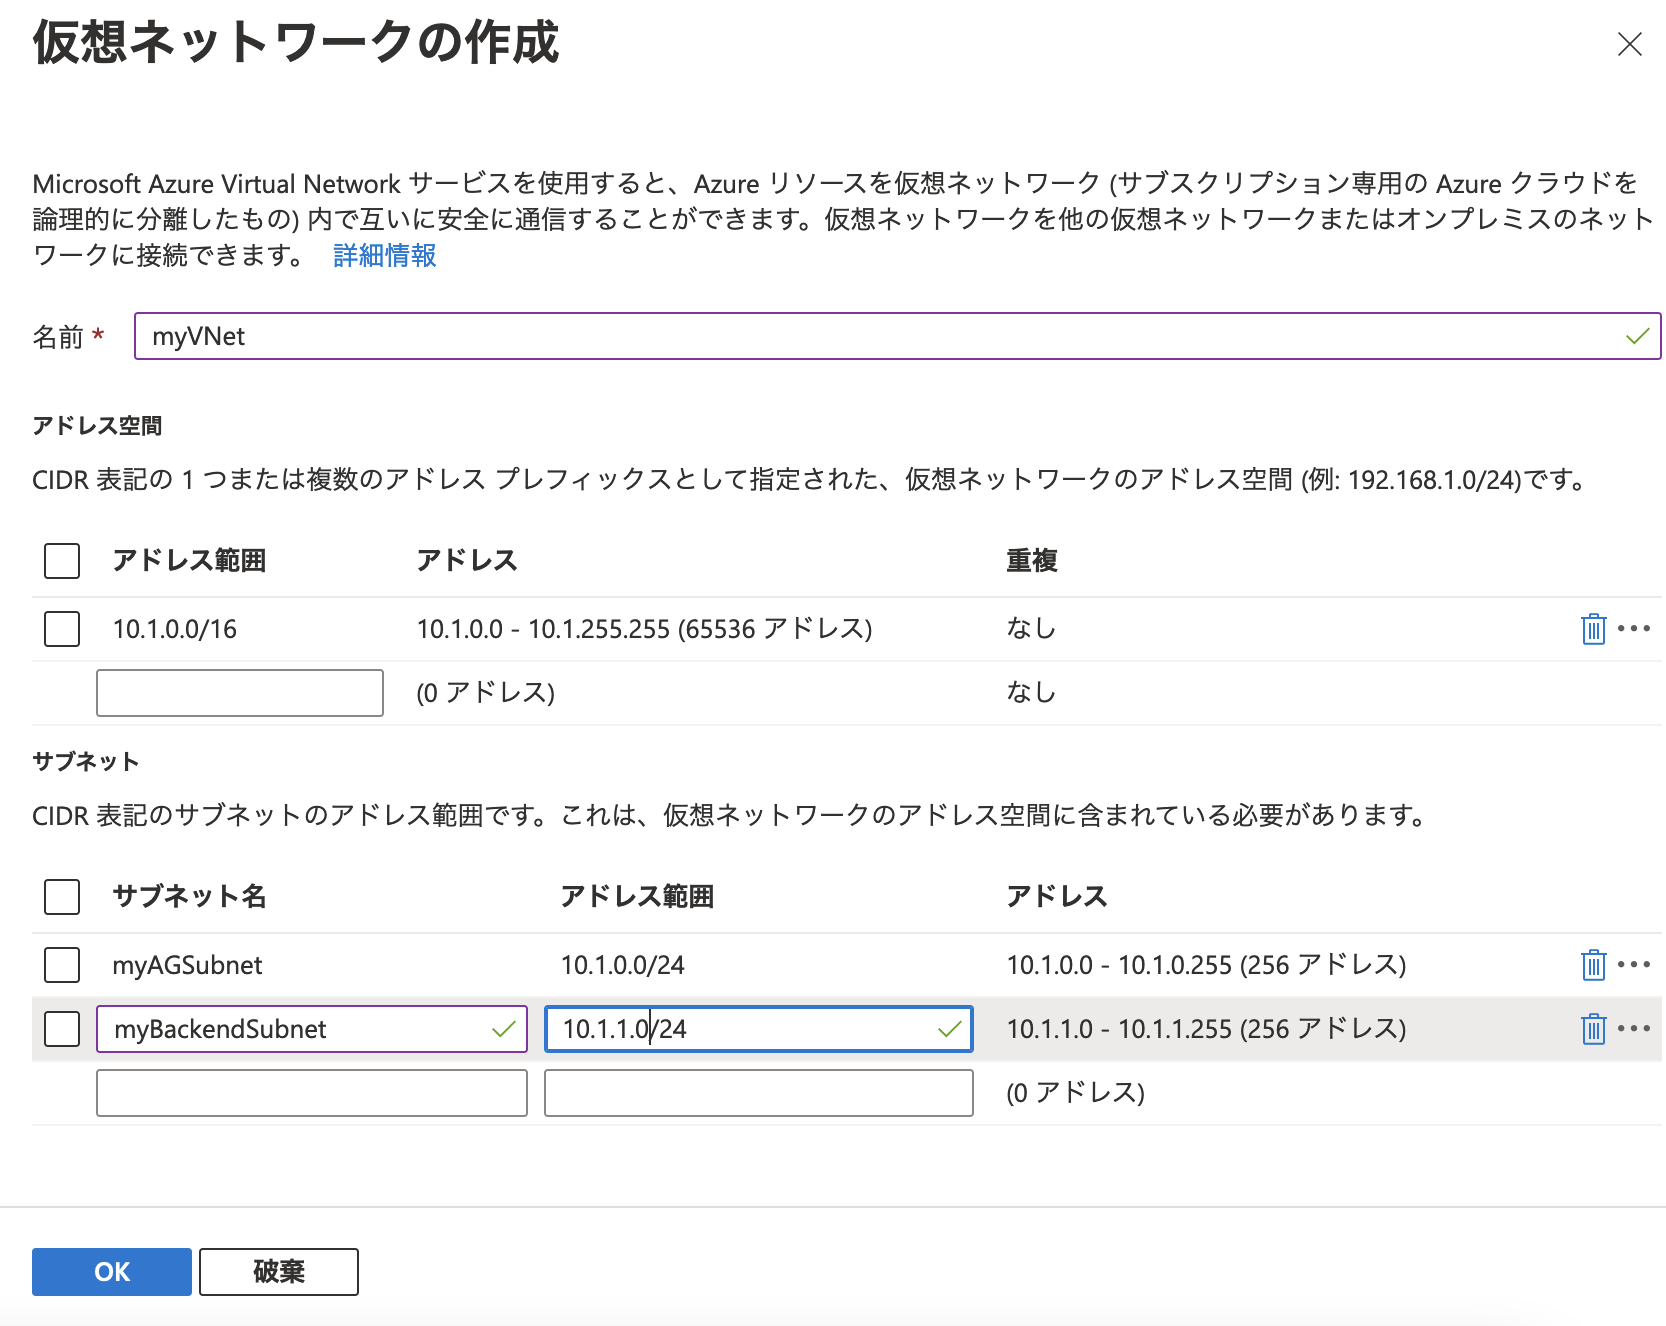 仮想ネットワークの作成
Microsoft Azure Virtual Network サービスを使用すると、Azure リソースを仮想ネットワーク (サブスクリプション専用の Azure クラウドを
論理的に分離したもの) 内で互いに安全に通信することができます。仮想ネットワークを他の仮想ネットワークまたはオンプレミスのネット
ワークに接続できます。 詳細情報
名前 * myVNet
アドレス空間
CIDR 表記の 1 つまたは複数のアドレス プレフィックスとして指定された、仮想ネットワークのアドレス空間 (例: 192.168.1.0/24)です。
アドレス範囲 アドレス 重複
10.1.0.0/16 10.1.0.0 - 10.1.255.255 (65536 アドレス) なし
(0 アドレス) なし
サブネット
CIDR 表記のサブネットのアドレス範囲です。これは、仮想ネットワークのアドレス空間に含まれている必要があります。
サブネット名 アドレス範囲 アドレス
myAGSubnet 10.1.0.0/24 10.1.0.0 - 10.1.0.255 (256 アドレス)
myBackendSubnet 10.1.1.0/24 10.1.1.0 - 10.1.1.255 (256 アドレス)
(0 アドレス)
OK 破棄